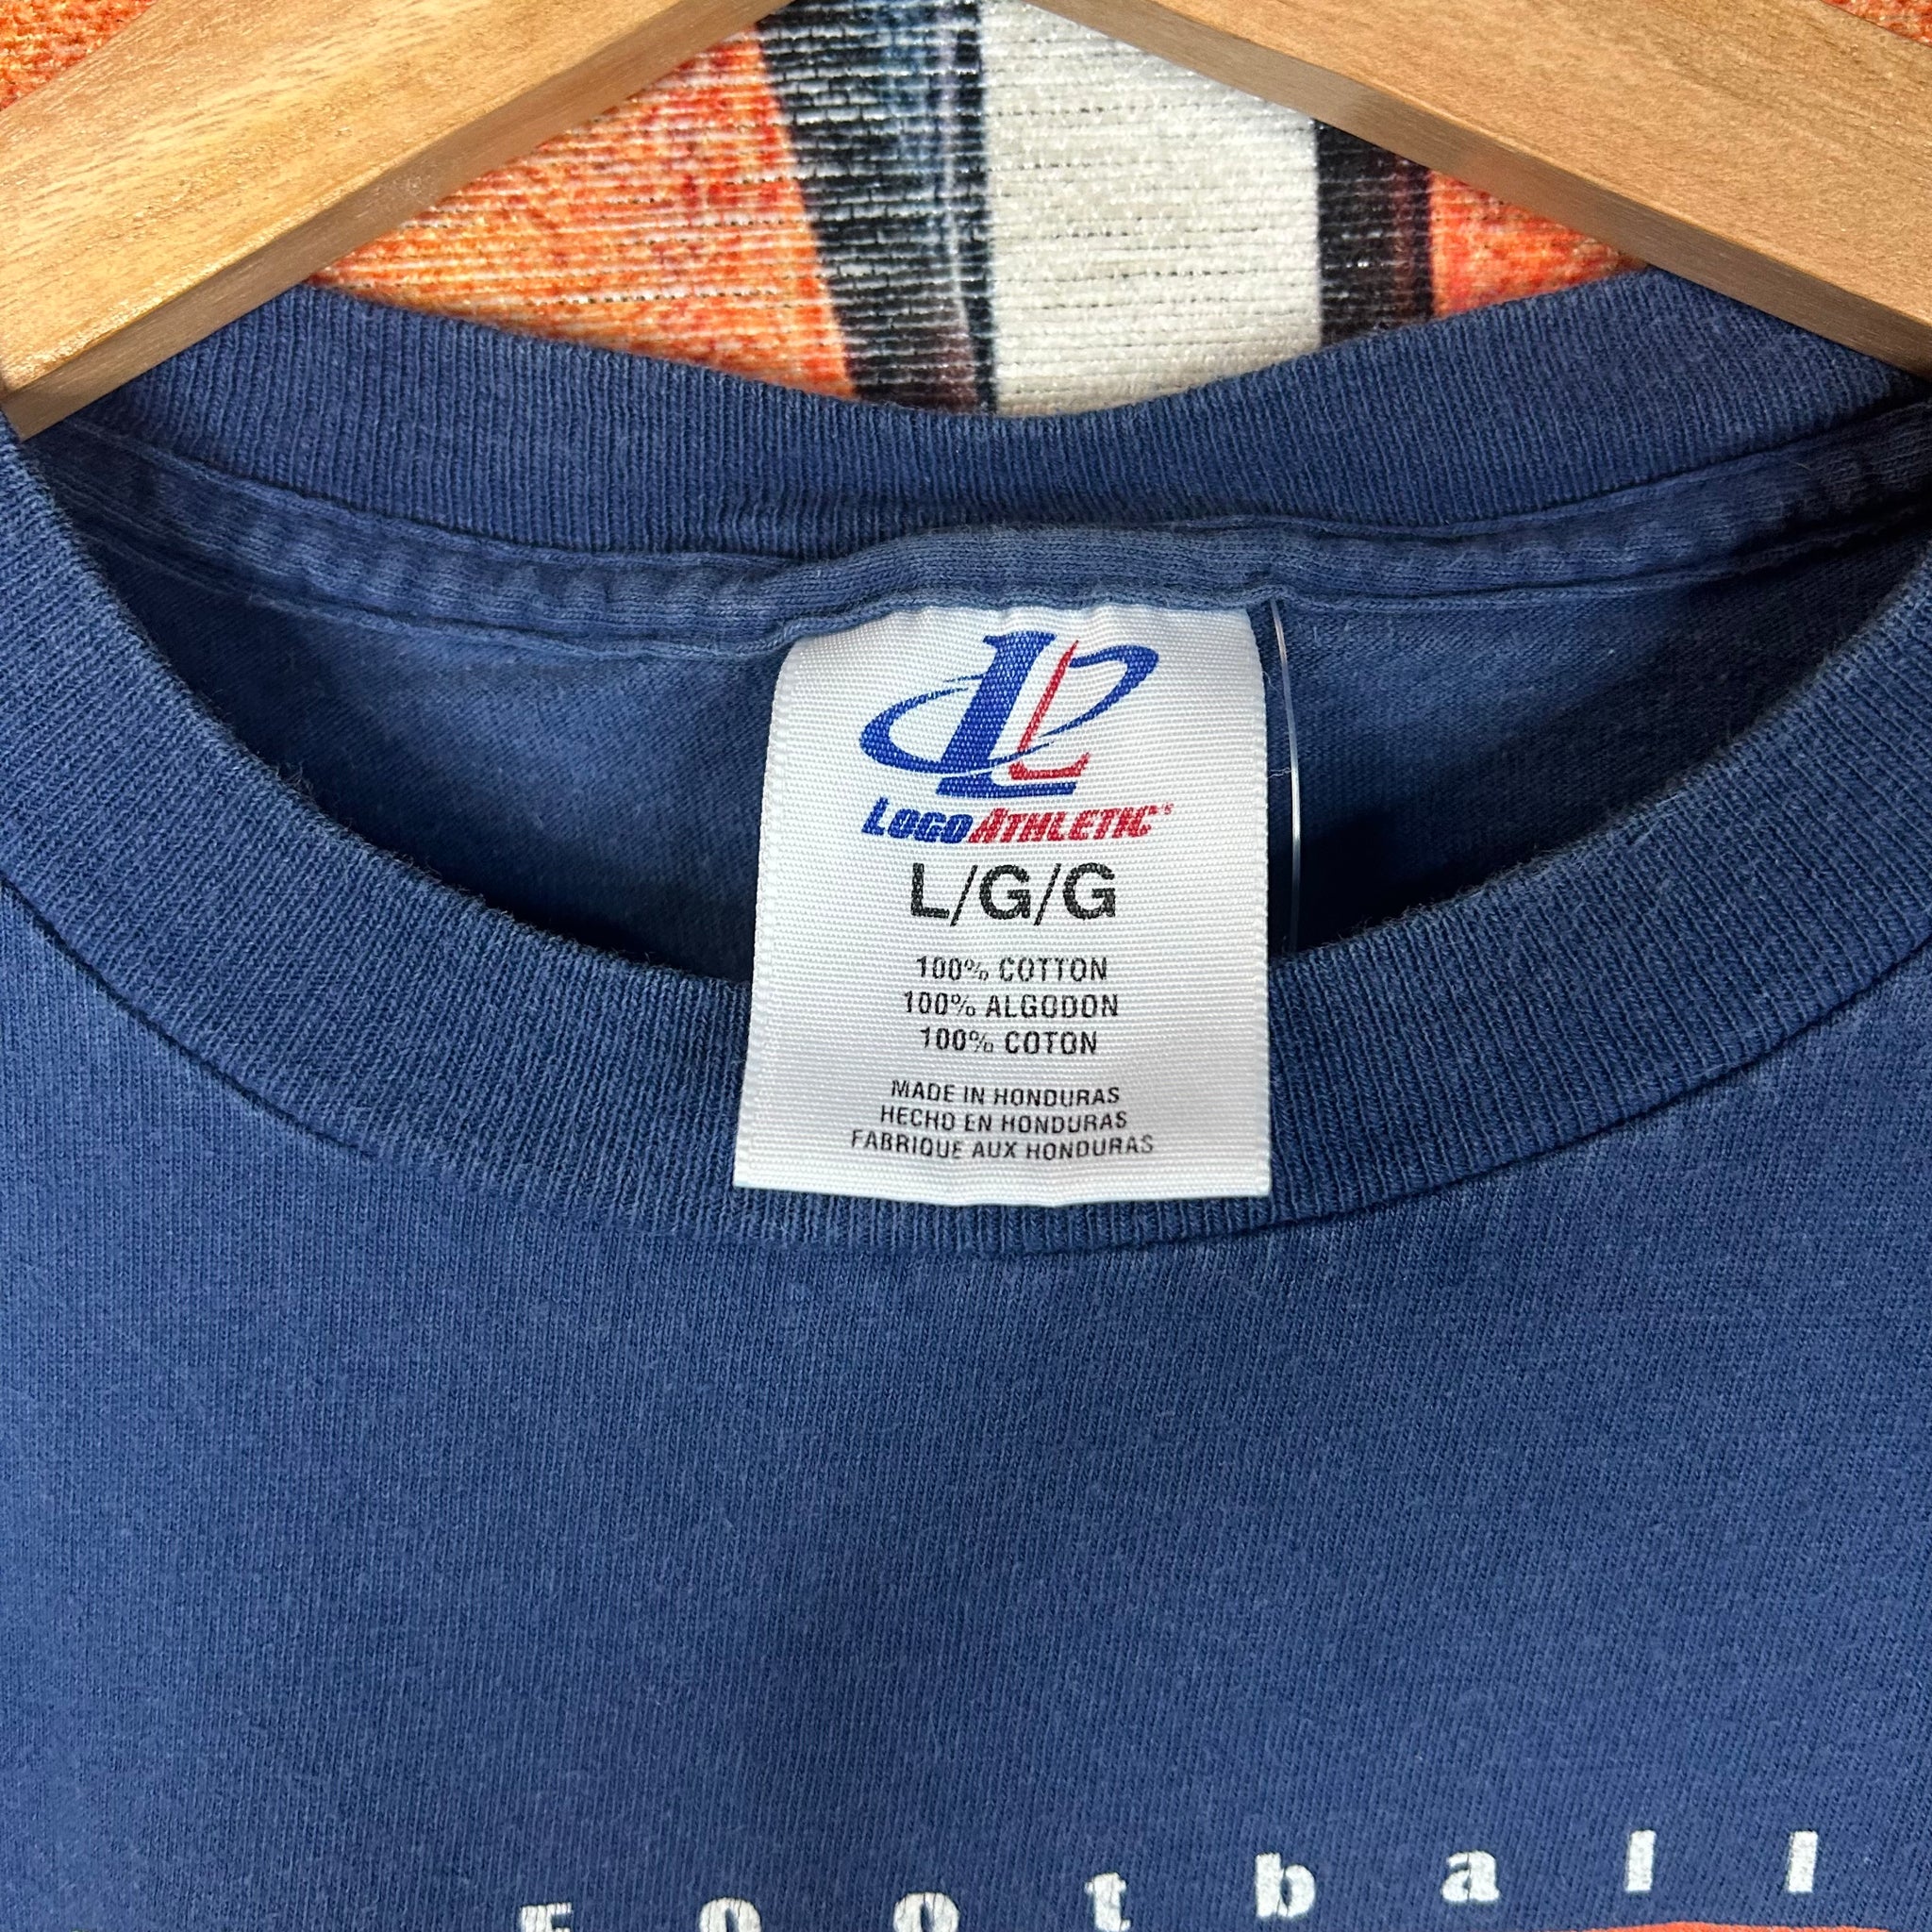 LOGO ATHLETIC
L/G/G
100% COTTON
100% ALGODON
100% COTON
MADE IN HONDURAS
HECHO EN HONDURAS
FABRIQUE AUX HONDURAS
Football